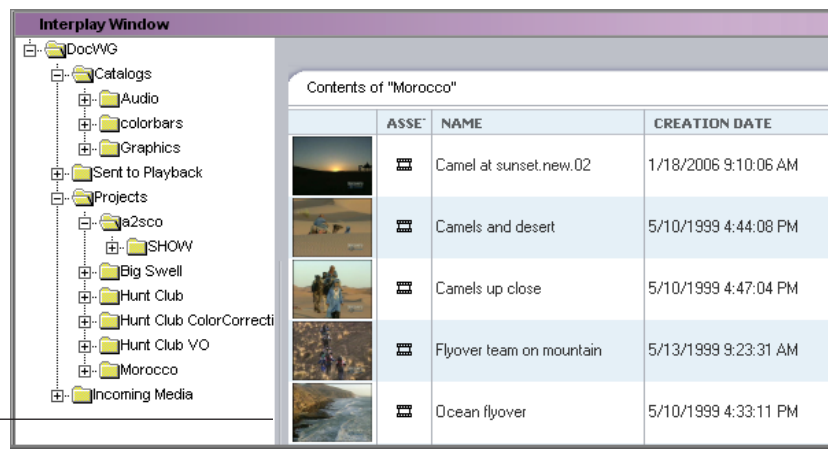 Interplay Window
DocWG
Catalogs
Audio
colorbars
Graphics
Sent to Playback
Projects
a2sco
SHOW
Big Swell
Hunt Club
Hunt Club ColorCorrecti
Hunt Club VO
Morocco
Incoming Media
Contents of "Morocco"
ASSE NAME CREATION DATE
Camel at sunset.new.02 1/18/2006 9:10:06 AM
Camels and desert 5/10/1999 4:44:08 PM
Camels up close 5/10/1999 4:47:04 PM
Flyover team on mountain 5/13/1999 9:23:31 AM
Ocean flyover 5/10/1999 4:33:11 PM